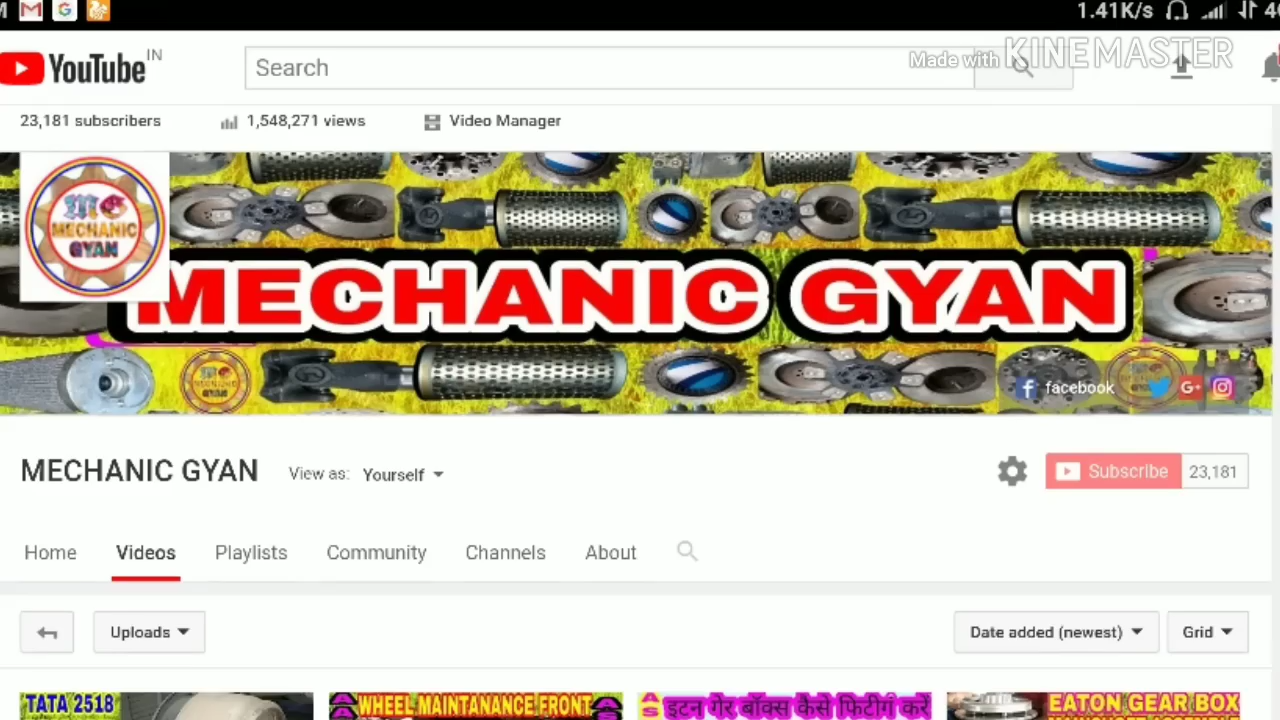 1.41K/s
YouTube IN
Search
Made with KINEMASTER
23,181 subscribers
1,548,271 views
Video Manager
MECHANIC
GYAN
MECHANIC GYAN
facebook
MECHANIC GYAN
View as: Yourself
Subscribe 23,181
Home Videos Playlists Community Channels About
Uploads
Date added (newest)
Grid
TATA 2518
WHEEL MAINTANANCE FRONT
इटन गेर बॉक्स कैसे फिटींग करें
EATON GEAR BOX